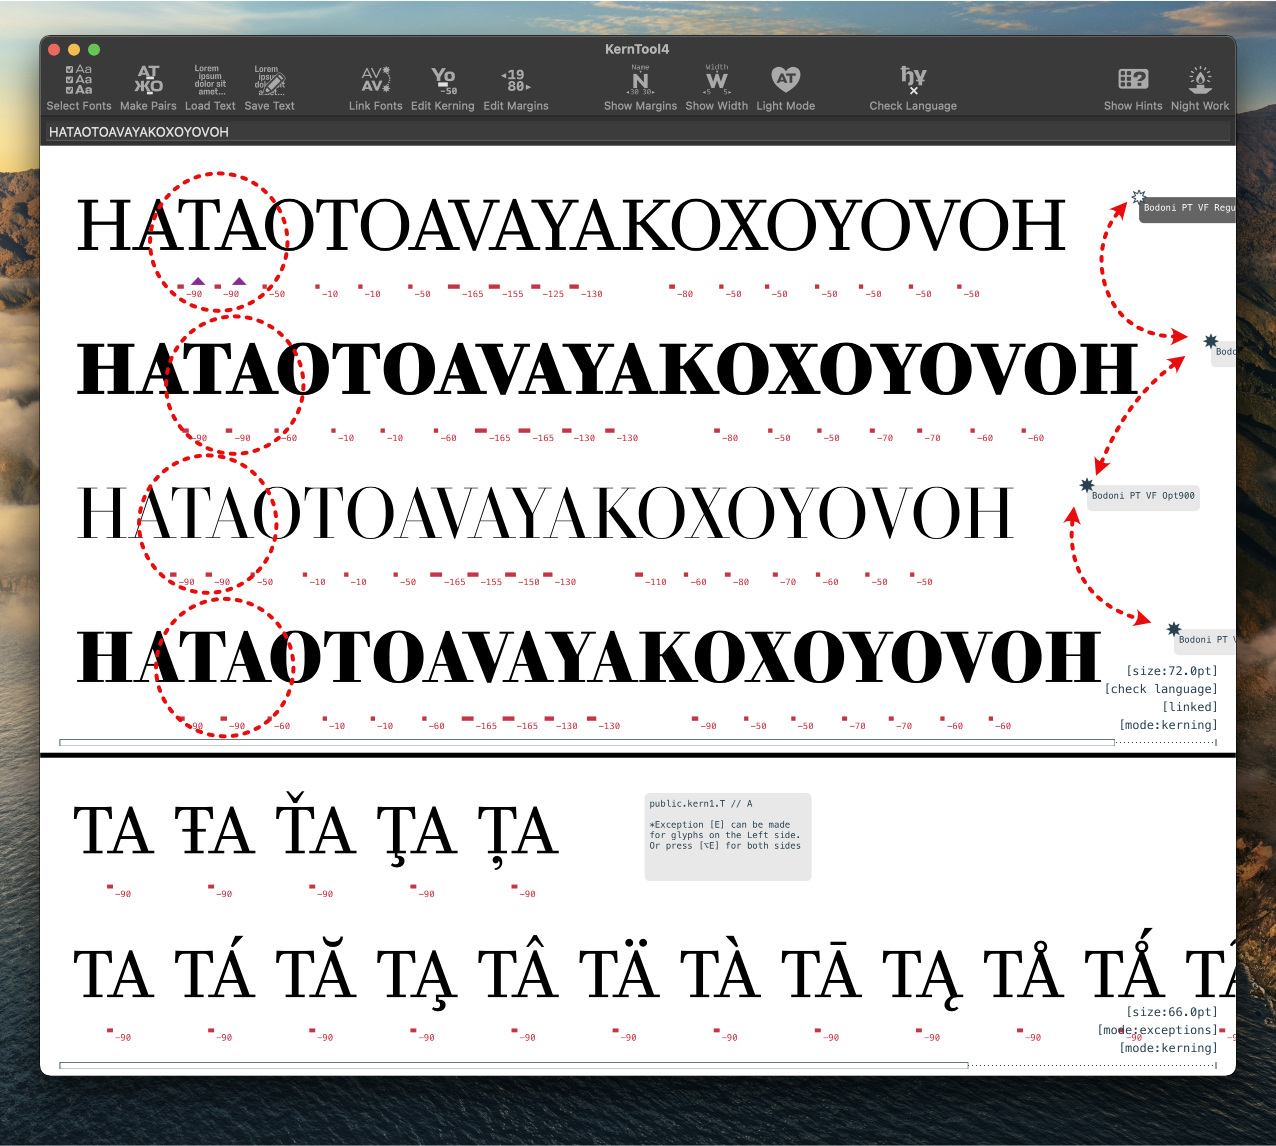 KernTool4
Select Fonts Make Pairs Load Text Save Text Link Fonts Edit Kerning Edit Margins Show Margins Show Width Light Mode Check Language Show Hints Night Work
HATAOTOAVAYAKOXOYOVOH
HATAOTOAVAYAKOXOYOVOH
Bodoni PT VF Regu
-90 -90 -50 -10 -10 -50 -165 -155 -125 -130 -80 -50 -50 -50 -50 -50 -50
HATAOTOAVAYAKOXOYOVOH
Bodo
-90 -90 -60 -10 -10 -60 -165 -165 -130 -130 -80 -50 -50 -70 -70 -60 -60
HATAOTOAVAYAKOXOYOVOH
Bodoni PT VF Opt900
-90 -90 -50 -10 -10 -50 -165 -155 -150 -130 -110 -60 -80 -70 -60 -50 -50
HATAOTOAVAYAKOXOYOVOH
Bodoni PT V
-90 -90 -60 -10 -10 -60 -165 -165 -130 -130 -90 -50 -50 -70 -70 -60 -60
[size:72.0pt]
[check language]
[linked]
[mode:kerning]
TA ŦA ŤA ŢA ȚA
-90 -90 -90 -90 -90
public.kern1.T // A
*Exception [E] can be made
for glyphs on the Left side.
Or press [⌥E] for both sides
TA TÁ TĂ TĄ̧ TÂ TÄ TÀ TĀ TĄ TÅ TǺ
-90 -90 -90 -90 -90 -90 -90 -90 -90 -90 -90
[size:66.0pt]
[mode:exceptions]
[mode:kerning]